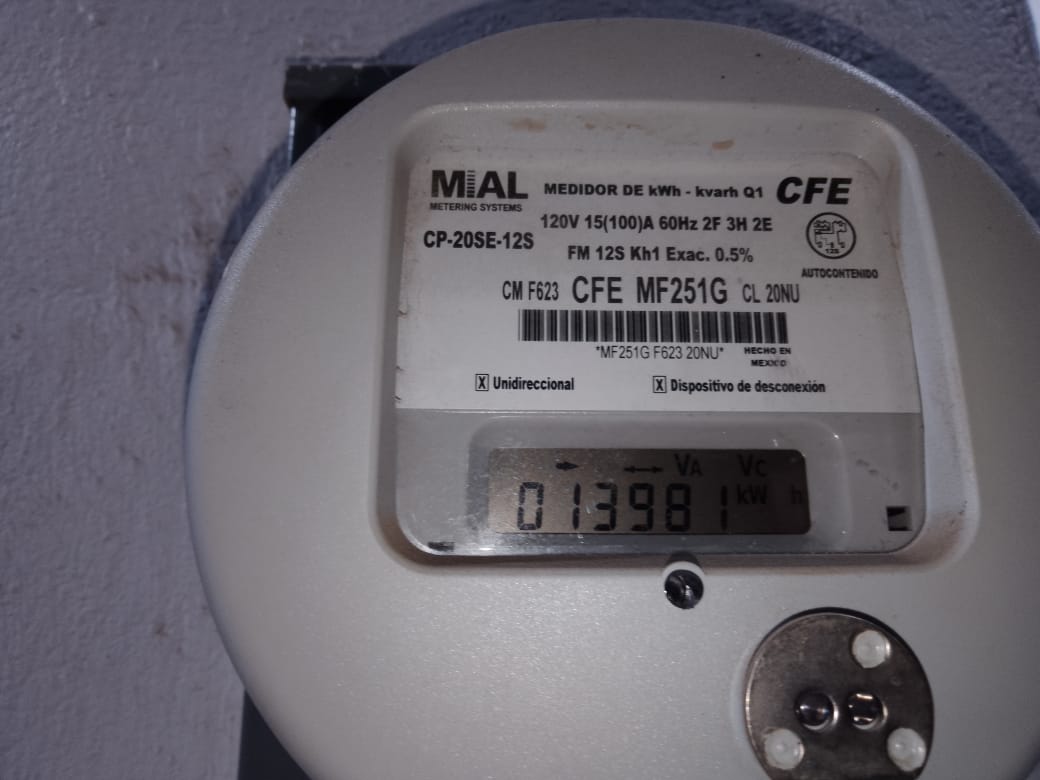 MIAL
METERING SYSTEMS
MEDIDOR DE kWh - kvarh Q1
CFE
120V 15(100)A 60Hz 2F 3H 2E
CP-20SE-12S
FM 12S Kh1 Exac. 0.5%
12S
AUTOCONTENIDO
CM F623 CFE MF251G CL 20NU
*MF251G F623 20NU*
HECHO EN
MEXICO
X Unidireccional
X Dispositivo de desconexión
VA VC
013981 kW h